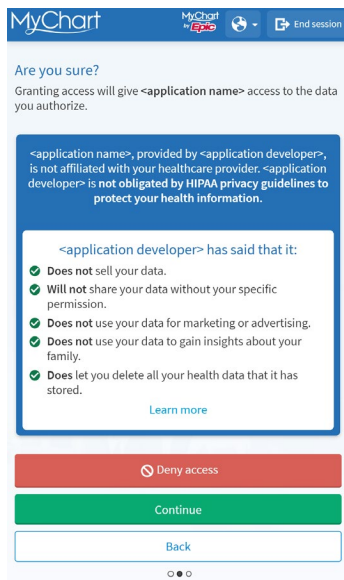 MyChart
MyChart
by Epic
End session
Are you sure?
Granting access will give <application name> access to the data
you authorize.
<application name>, provided by <application developer>,
is not affiliated with your healthcare provider. <application
developer> is not obligated by HIPAA privacy guidelines to
protect your health information.
<application developer> has said that it:
Does not sell your data.
Will not share your data without your specific
permission.
Does not use your data for marketing or advertising.
Does not use your data to gain insights about your
family.
Does let you delete all your health data that it has
stored.
Learn more
Deny access
Continue
Back